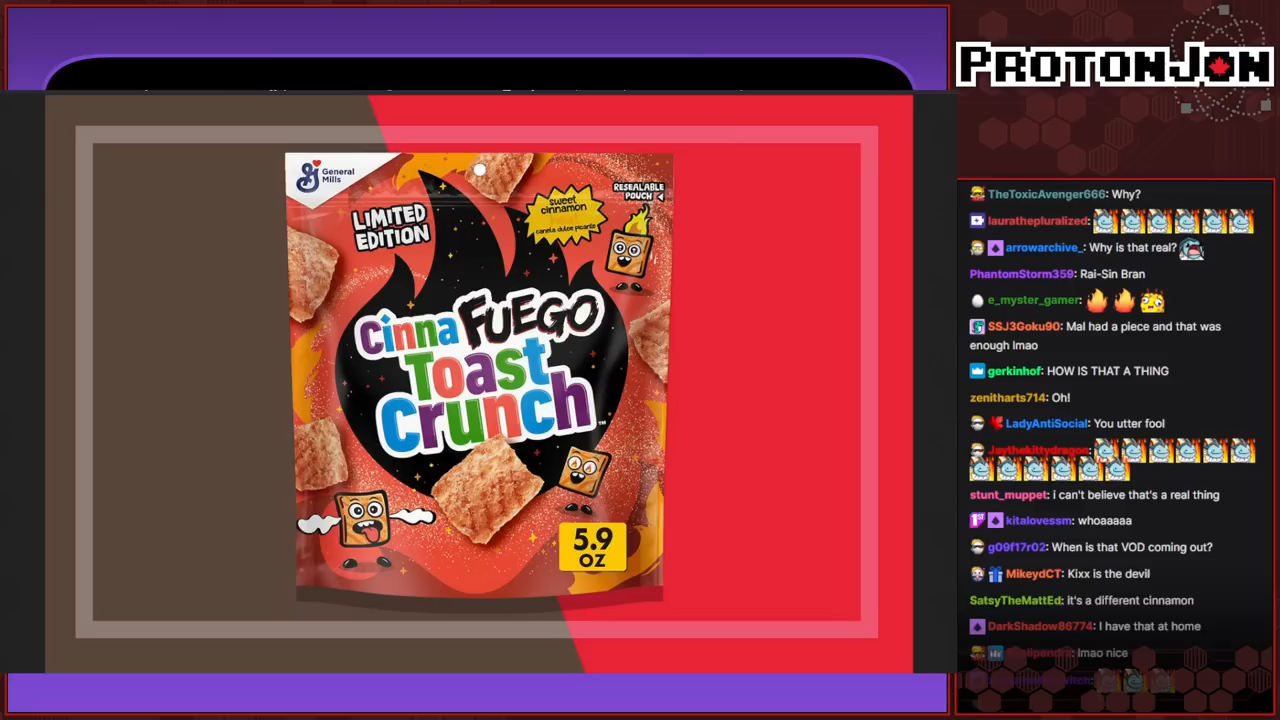 PROTONJON
General
Mills
LIMITED
EDITION
sweet
cinnamon
canela dulce picante
RESEALABLE
POUCH
Cinna FUEGO
Toast
Crunch
5.9
OZ
TheToxicAvenger666: Why?
laurathepluralized:
arrowarchive_: Why is that real?
PhantomStorm359: Rai-Sin Bran
e_myster_gamer:
SSJ3Goku90: Mal had a piece and that was
enough lmao
gerkinhof: HOW IS THAT A THING
zenitharts714: Oh!
LadyAntiSocial: You utter fool
Jaythekittydragon:
stunt_muppet: i can't believe that's a real thing
1ST kitalovessm: whoaaaaa
g09f17r02: When is that VOD coming out?
MikeydCT: Kixx is the devil
SatsyTheMattEd: it's a different cinnamon
DarkShadow86774: I have that at home
lmao nice